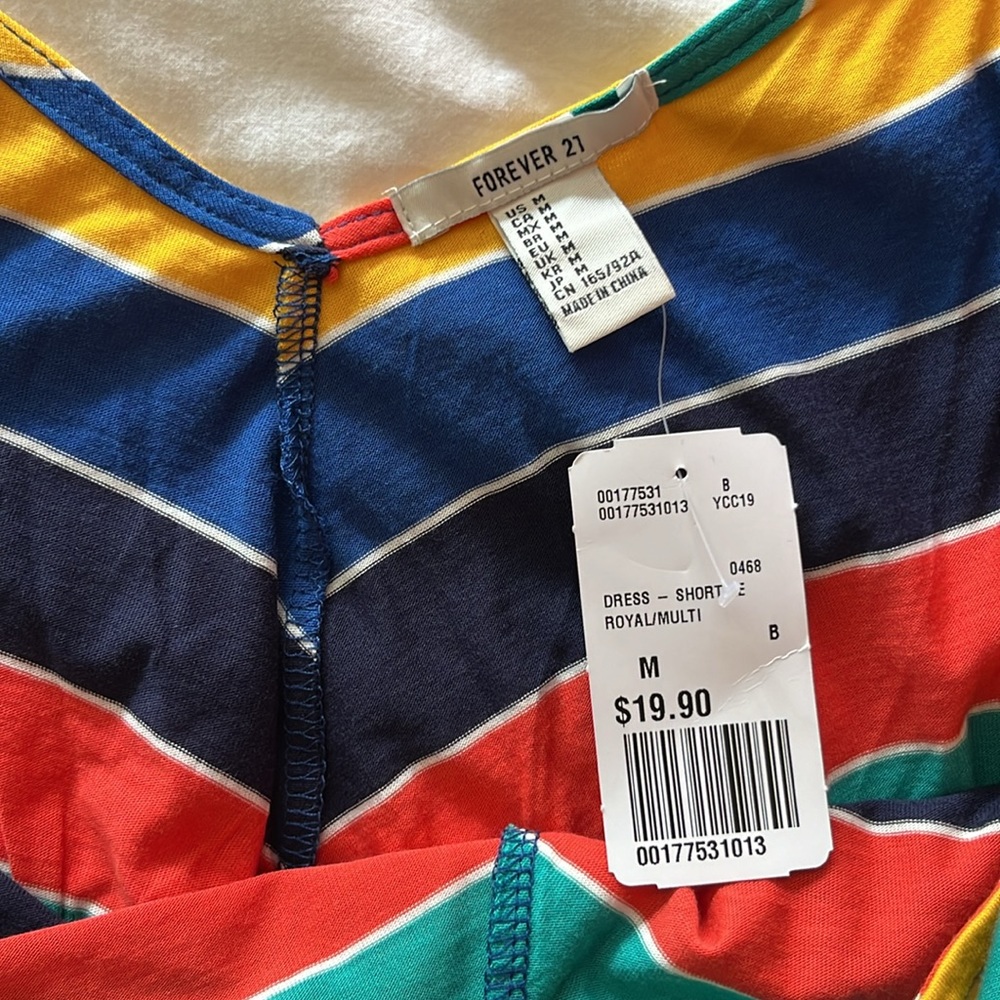 FOREVER 21
US M
CA M
MX M
BR M
EU M
UK M
KR M
JP M
CN 165/92A
MADE IN CHINA
00177531 B
00177531013 YCC19
0468
DRESS - SHORT E
ROYAL/MULTI
B
M
$19.90
00177531013